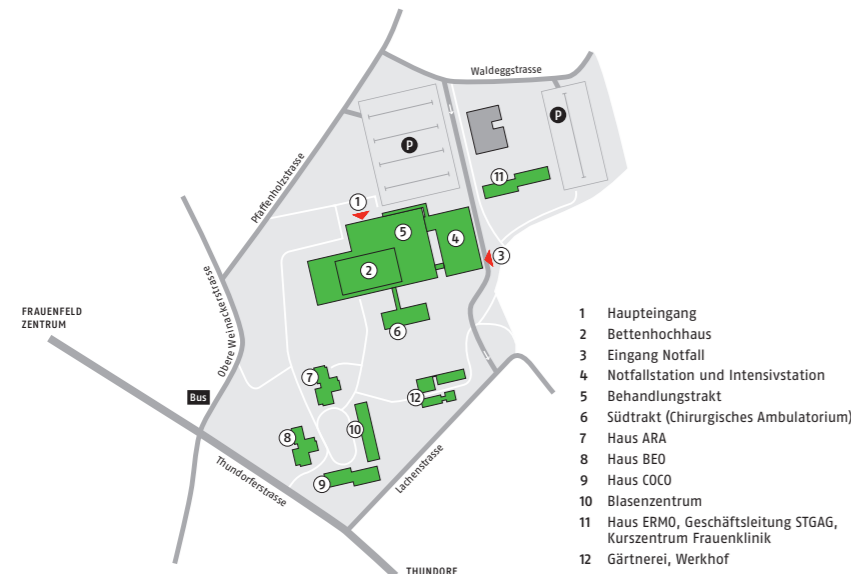 Waldeggstrasse
P
P
Pfaffenholzstrasse
11
1
5
4
3
2
Obere Weinackerstrasse
FRAUENFELD
ZENTRUM
6
7
Bus
12
10
8
Lachenstrasse
9
Thundorferstrasse
THUNDORF
1 Haupteingang
2 Bettenhochhaus
3 Eingang Notfall
4 Notfallstation und Intensivstation
5 Behandlungstrakt
6 Südtrakt (Chirurgisches Ambulatorium)
7 Haus ARA
8 Haus BEO
9 Haus COCO
10 Blasenzentrum
11 Haus ERMO, Geschäftsleitung STGAG,
Kurszentrum Frauenklinik
12 Gärtnerei, Werkhof